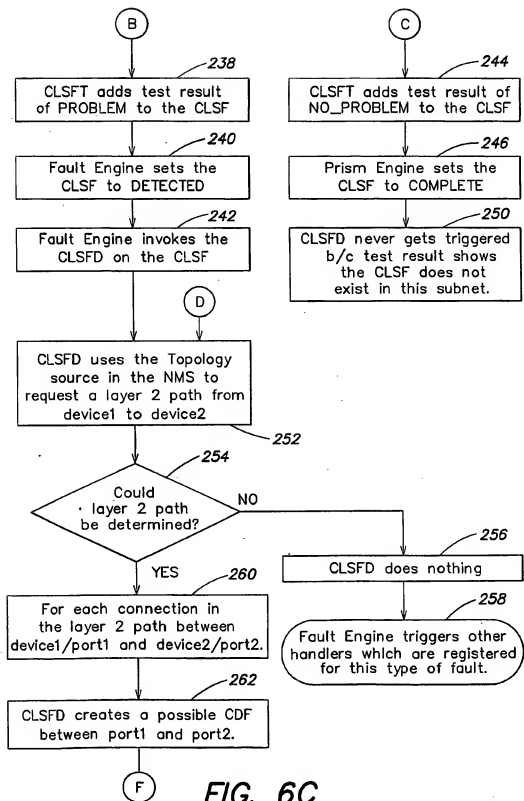 B
238
CLSFT adds test result
of PROBLEM to the CLSF
240
Fault Engine sets the
CLSF to DETECTED
242
Fault Engine invokes the
CLSFD on the CLSF
C
244
CLSFT adds test result of
NO_PROBLEM to the CLSF
246
Prism Engine sets the
CLSF to COMPLETE
250
CLSFD never gets triggered
b/c test result shows
the CLSF does not
exist in this subnet.
D
CLSFD uses the Topology
source in the NMS to
request a layer 2 path from
device1 to device2
252
254
Could
layer 2 path
be determined?
NO
YES
256
CLSFD does nothing
258
Fault Engine triggers other
handlers which are registered
for this type of fault.
260
For each connection in
the layer 2 path between
device1/port1 and device2/port2.
262
CLSFD creates a possible CDF
between port1 and port2.
F
FIG. 6C